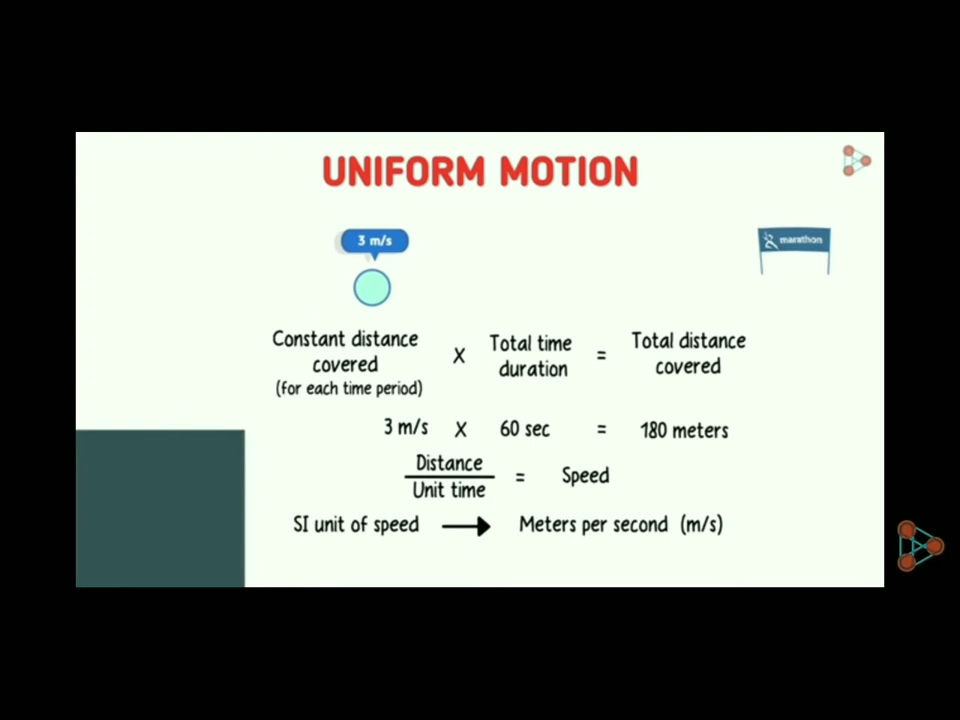 UNIFORM MOTION
3 m/s
marathon
Constant distance
covered
(for each time period)
X
Total time
duration
=
Total distance
covered
3 m/s X 60 sec = 180 meters
Distance
Unit time
= Speed
SI unit of speed → Meters per second (m/s)